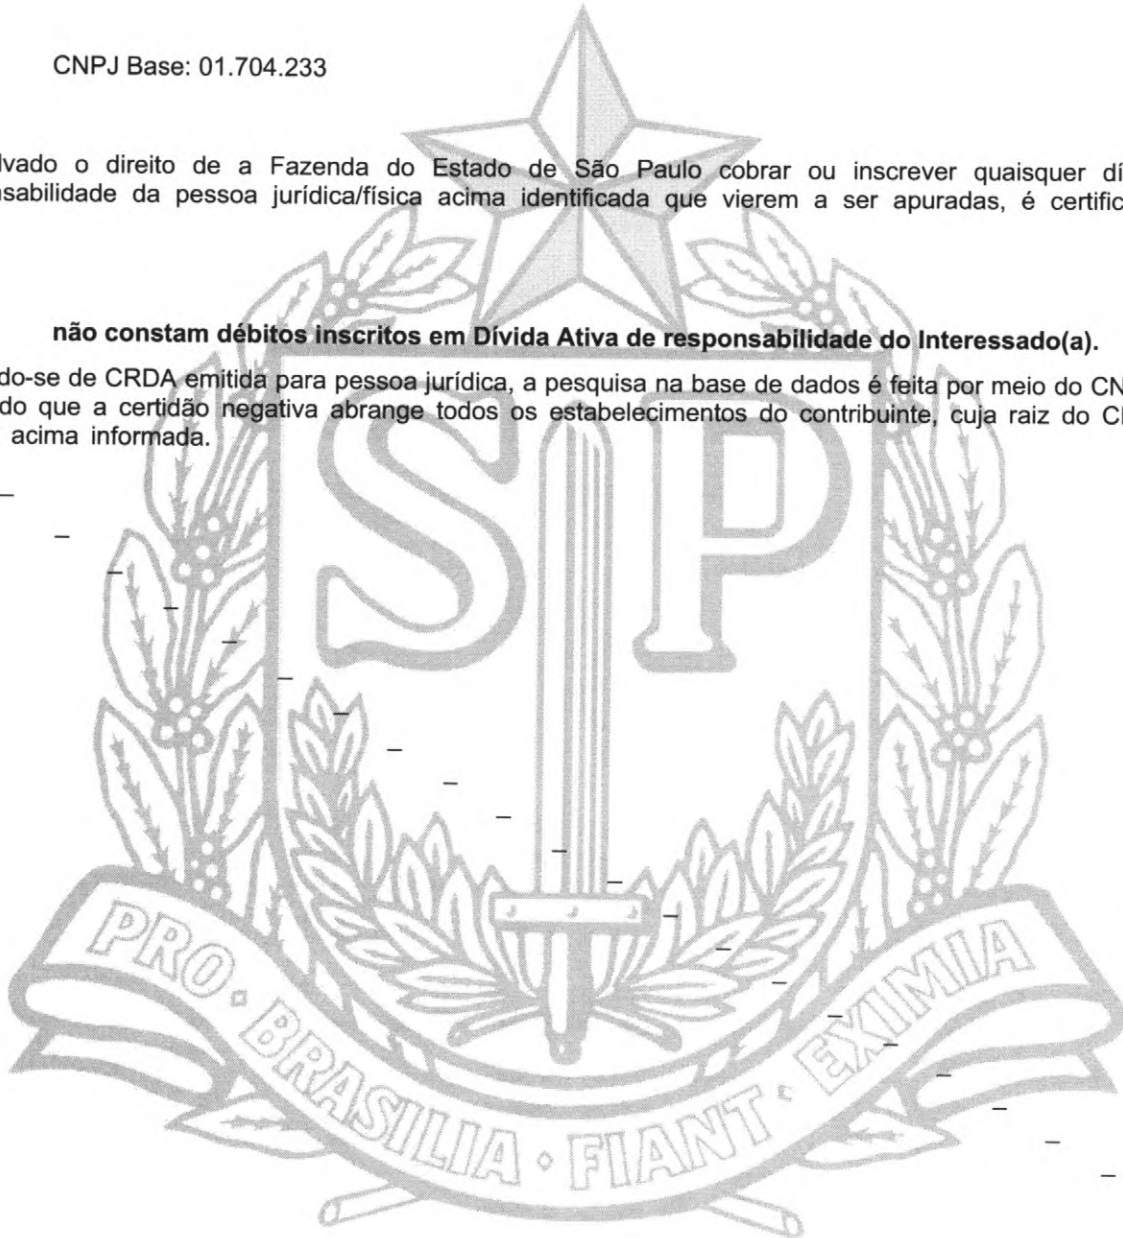 CNPJ Base: 01.704.233
lvado o direito de a Fazenda do Estado de São Paulo cobrar ou inscrever quaisquer dí
nsabilidade da pessoa jurídica/física acima identificada que vierem a ser apuradas, é certific
não constam débitos inscritos em Dívida Ativa de responsabilidade do Interessado(a).
do-se de CRDA emitida para pessoa jurídica, a pesquisa na base de dados é feita por meio do CN
do que a certidão negativa abrange todos os estabelecimentos do contribuinte, cuja raiz do C
acima informada.
SP
PRO • BRASILIA • FIANT • EXIMIA